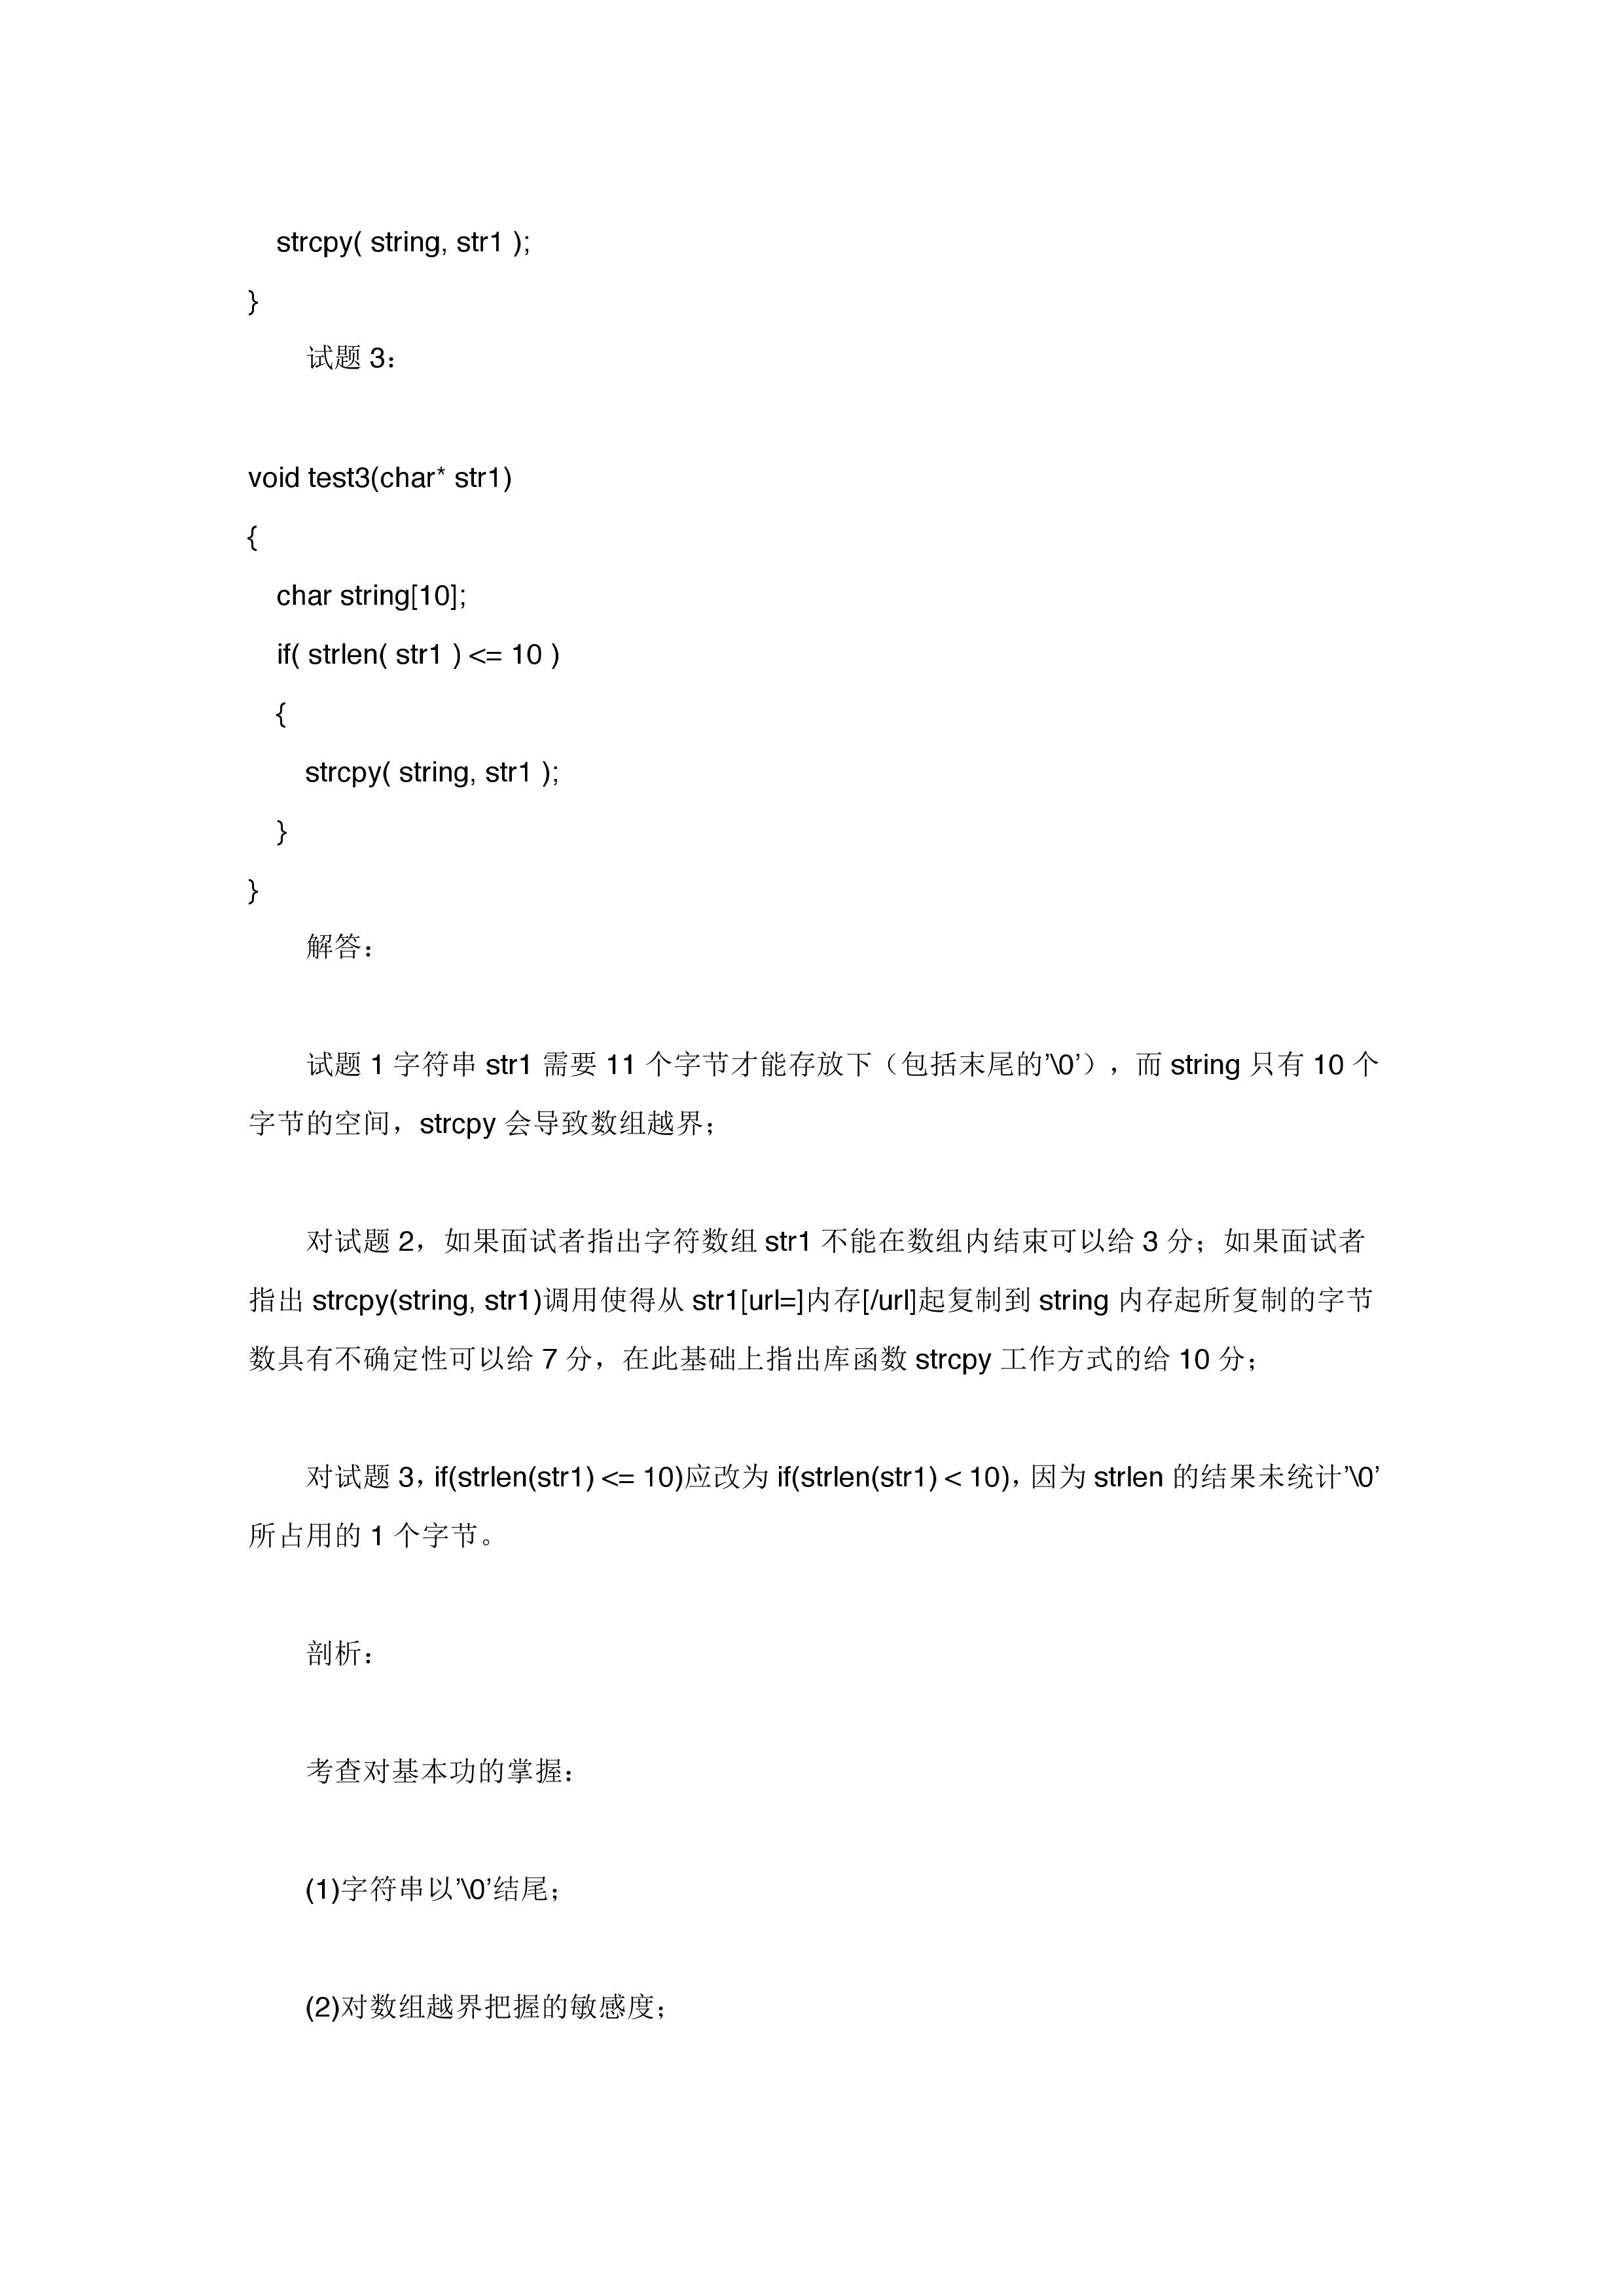 strcpy( string, str1 );
}
试题 3：
void test3(char* str1)
{
char string[10];
if( strlen( str1 ) <= 10 )
{
strcpy( string, str1 );
}
}
解答：
试题 1 字符串 str1 需要 11 个字节才能存放下（包括末尾的’\0’），而 string 只有 10 个
字节的空间，strcpy 会导致数组越界；
对试题 2，如果面试者指出字符数组 str1 不能在数组内结束可以给 3 分；如果面试者
指出 strcpy(string, str1)调用使得从 str1[url=]内存[/url]起复制到 string 内存起所复制的字节
数具有不确定性可以给 7 分，在此基础上指出库函数 strcpy 工作方式的给 10 分；
对试题 3，if(strlen(str1) <= 10)应改为 if(strlen(str1) < 10)，因为 strlen 的结果未统计’\0’
所占用的 1 个字节。
剖析：
考查对基本功的掌握：
(1)字符串以’\0’结尾；
(2)对数组越界把握的敏感度；